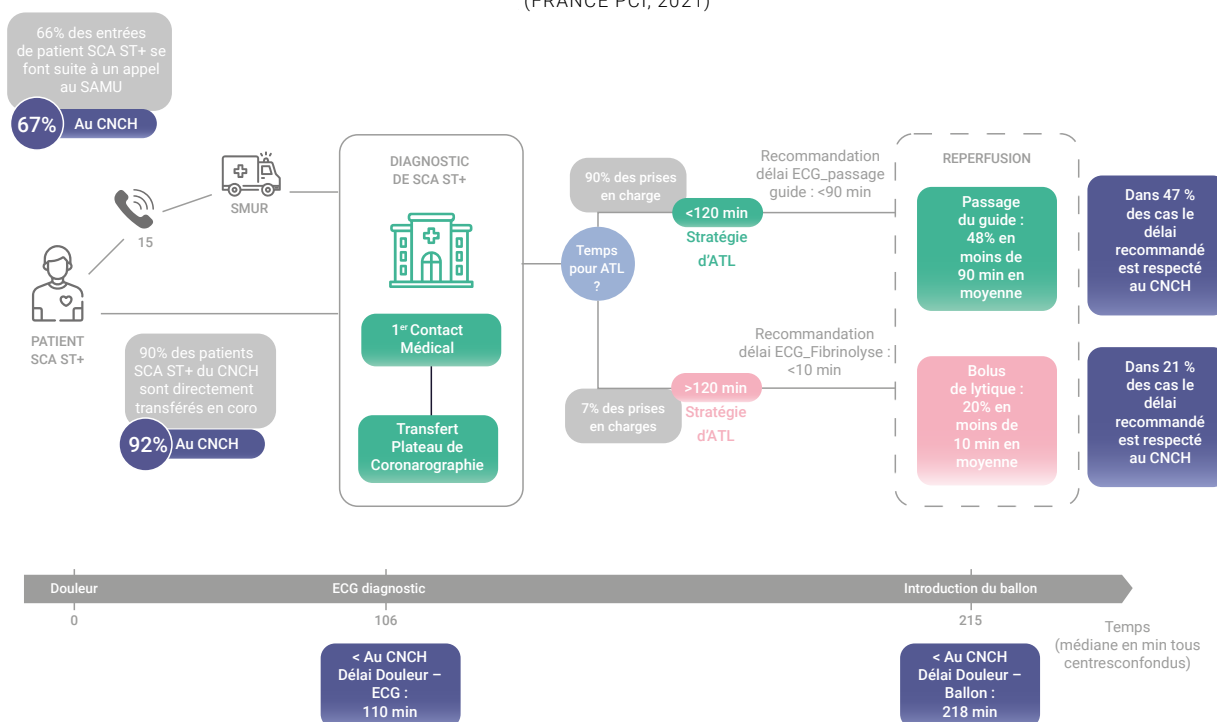 (FRANCE PCI, 2021)
66% des entrées
de patient SCA ST+ se
font suite à un appel
au SAMU
67%
Au CNCH
SMUR
15
PATIENT
SCA ST+
90% des patients
SCA ST+ du CNCH
sont directement
transférés en coro
92%
Au CNCH
DIAGNOSTIC
DE SCA ST+
1er Contact
Médical
Transfert
Plateau de
Coronarographie
Temps
pour ATL
?
90% des prises
en charge
<120 min
Stratégie
d'ATL
Recommandation
délai ECG_passage
guide : <90 min
7% des prises
en charges
>120 min
Stratégie
d'ATL
Recommandation
délai ECG_Fibrinolyse :
<10 min
REPERFUSION
Passage
du guide :
48% en
moins de
90 min en
moyenne
Bolus
de lytique :
20% en
moins de
10 min en
moyenne
Dans 47 %
des cas le
délai
recommandé
est respecté
au CNCH
Dans 21 %
des cas le
délai
recommandé
est respecté
au CNCH
Douleur
ECG diagnostic
Introduction du ballon
0
106
215
Temps
(médiane en min tous
centresconfondus)
< Au CNCH
Délai Douleur –
ECG :
110 min
< Au CNCH
Délai Douleur –
Ballon :
218 min